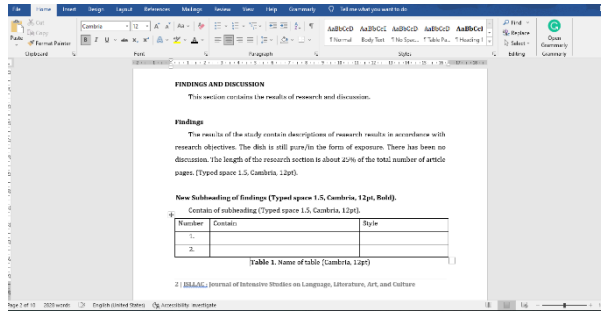 File Home Insert Design Layout References Mailings Review View Help Grammarly Tell me what you want to do
Cut
Copy
Paste
Format Painter
Cambria 12
Find
Replace
Select
Open
Grammarly
AaBbCcD AaBbCcI AaBbCcD AaBbCcD AaBbCcI
1 Normal Body Text 1 No Spac... 1 Table Pa... 1 Heading 1
Clipboard Font Paragraph Styles Editing Grammarly
FINDINGS AND DISCUSSION
This section contains the results of research and discussion.
Findings
The results of the study contain descriptions of research results in accordance with
research objectives. The dish is still pure/in the form of exposure. There has been no
discussion. The length of the research section is about 25% of the total number of article
pages. (Typed space 1.5, Cambria, 12pt).
New Subheading of findings (Typed space 1.5, Cambria, 12pt, Bold).
Contain of subheading (Typed space 1.5, Cambria, 12pt).
Number Contain Style
1.
2.
Table 1. Name of table (Cambria, 12pt)
2 | JSLLAC : Journal of Intensive Studies on Language, Literature, Art, and Culture
Page 2 of 10 2020 words English (United States) Accessibility: Investigate